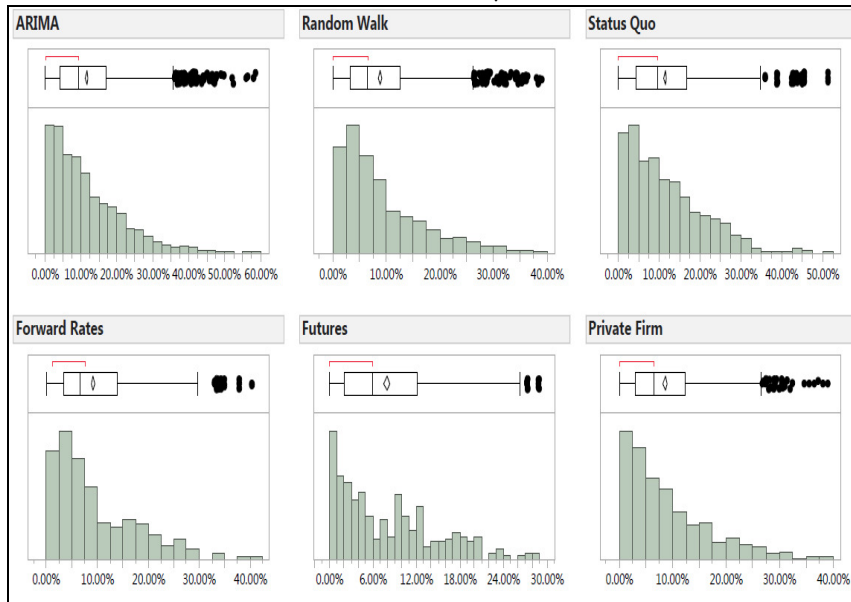 ARIMA
Random Walk
Status Quo
0.00% 10.00% 20.00% 30.00% 40.00% 50.00% 60.00%
0.00% 10.00% 20.00% 30.00% 40.00%
0.00% 10.00% 20.00% 30.00% 40.00% 50.00%
Forward Rates
Futures
Private Firm
0.00% 10.00% 20.00% 30.00% 40.00%
0.00% 6.00% 12.00% 18.00% 24.00% 30.00%
0.00% 10.00% 20.00% 30.00% 40.00%